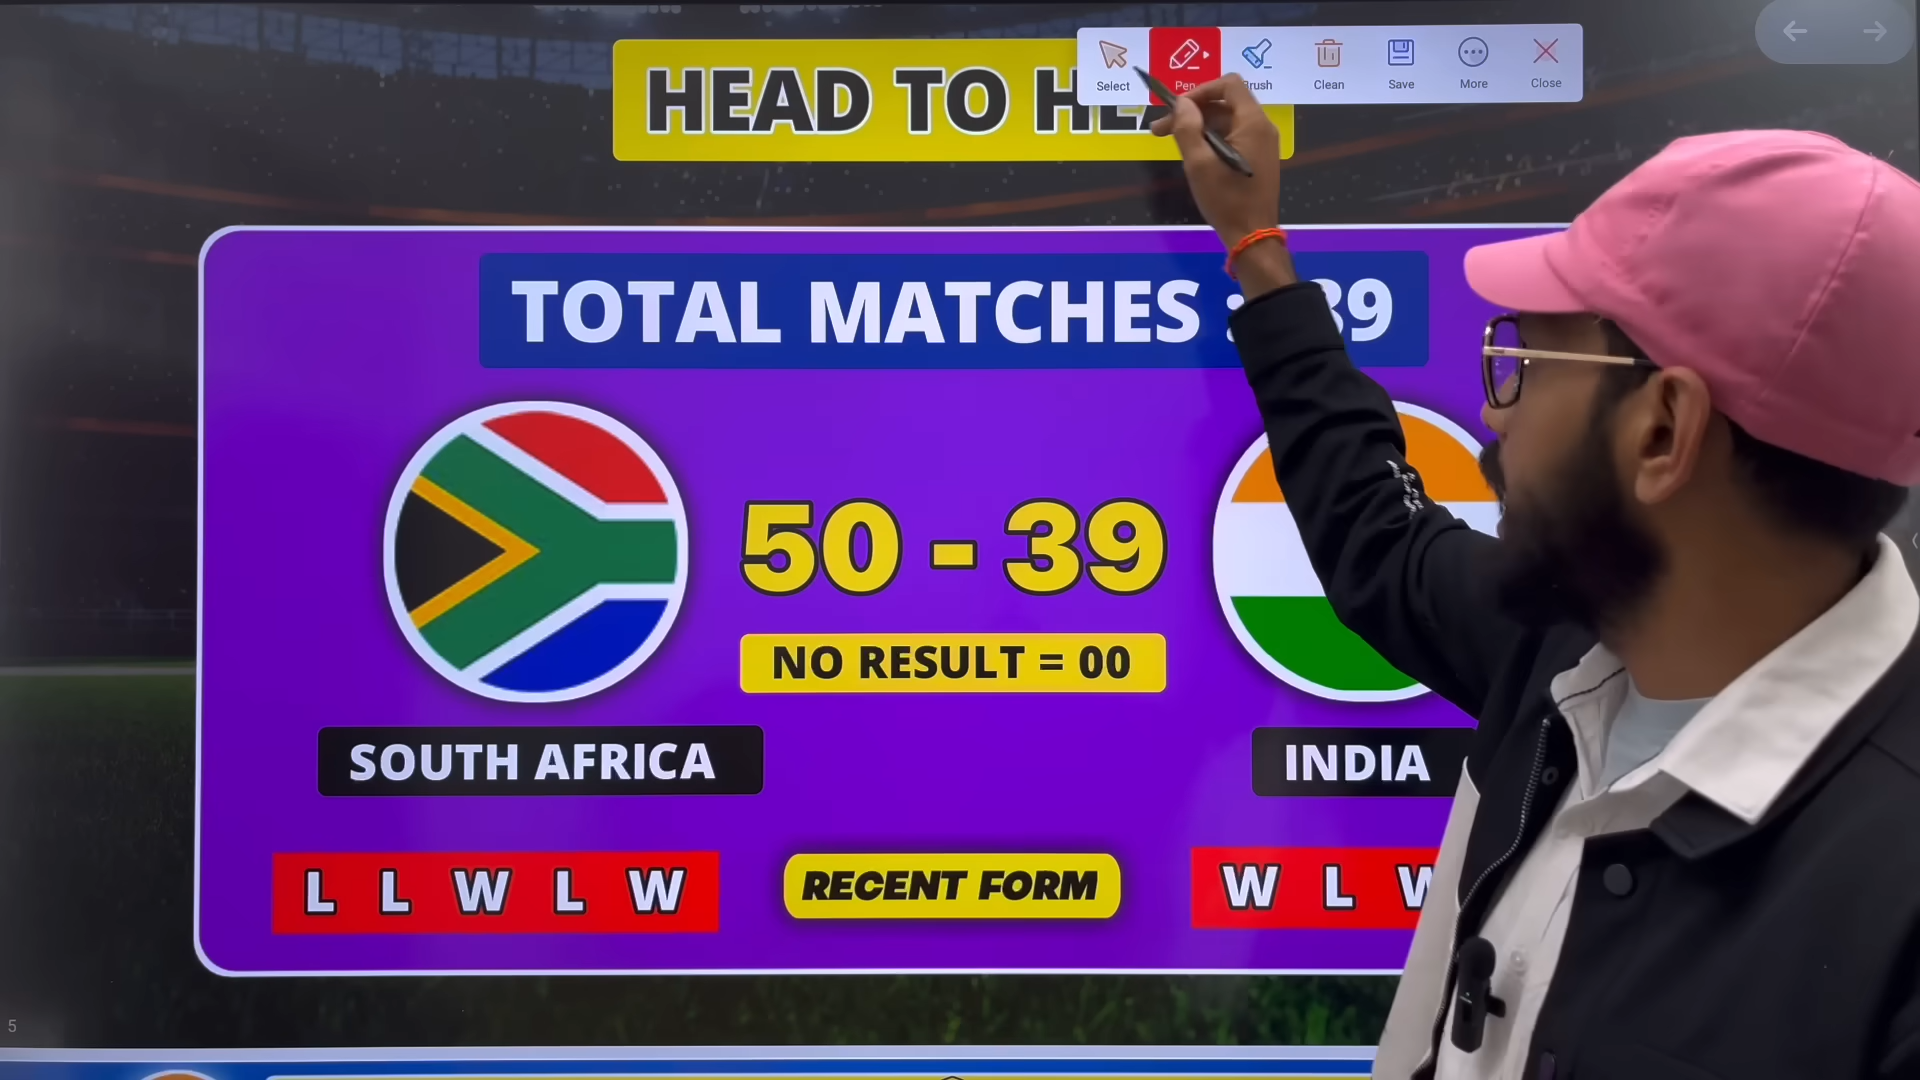 HEAD TO
Select Pen Brush Clean Save More Close
TOTAL MATCHES : 89
50 - 39
NO RESULT = 00
SOUTH AFRICA
INDIA
L L W L W
RECENT FORM
W L W
5